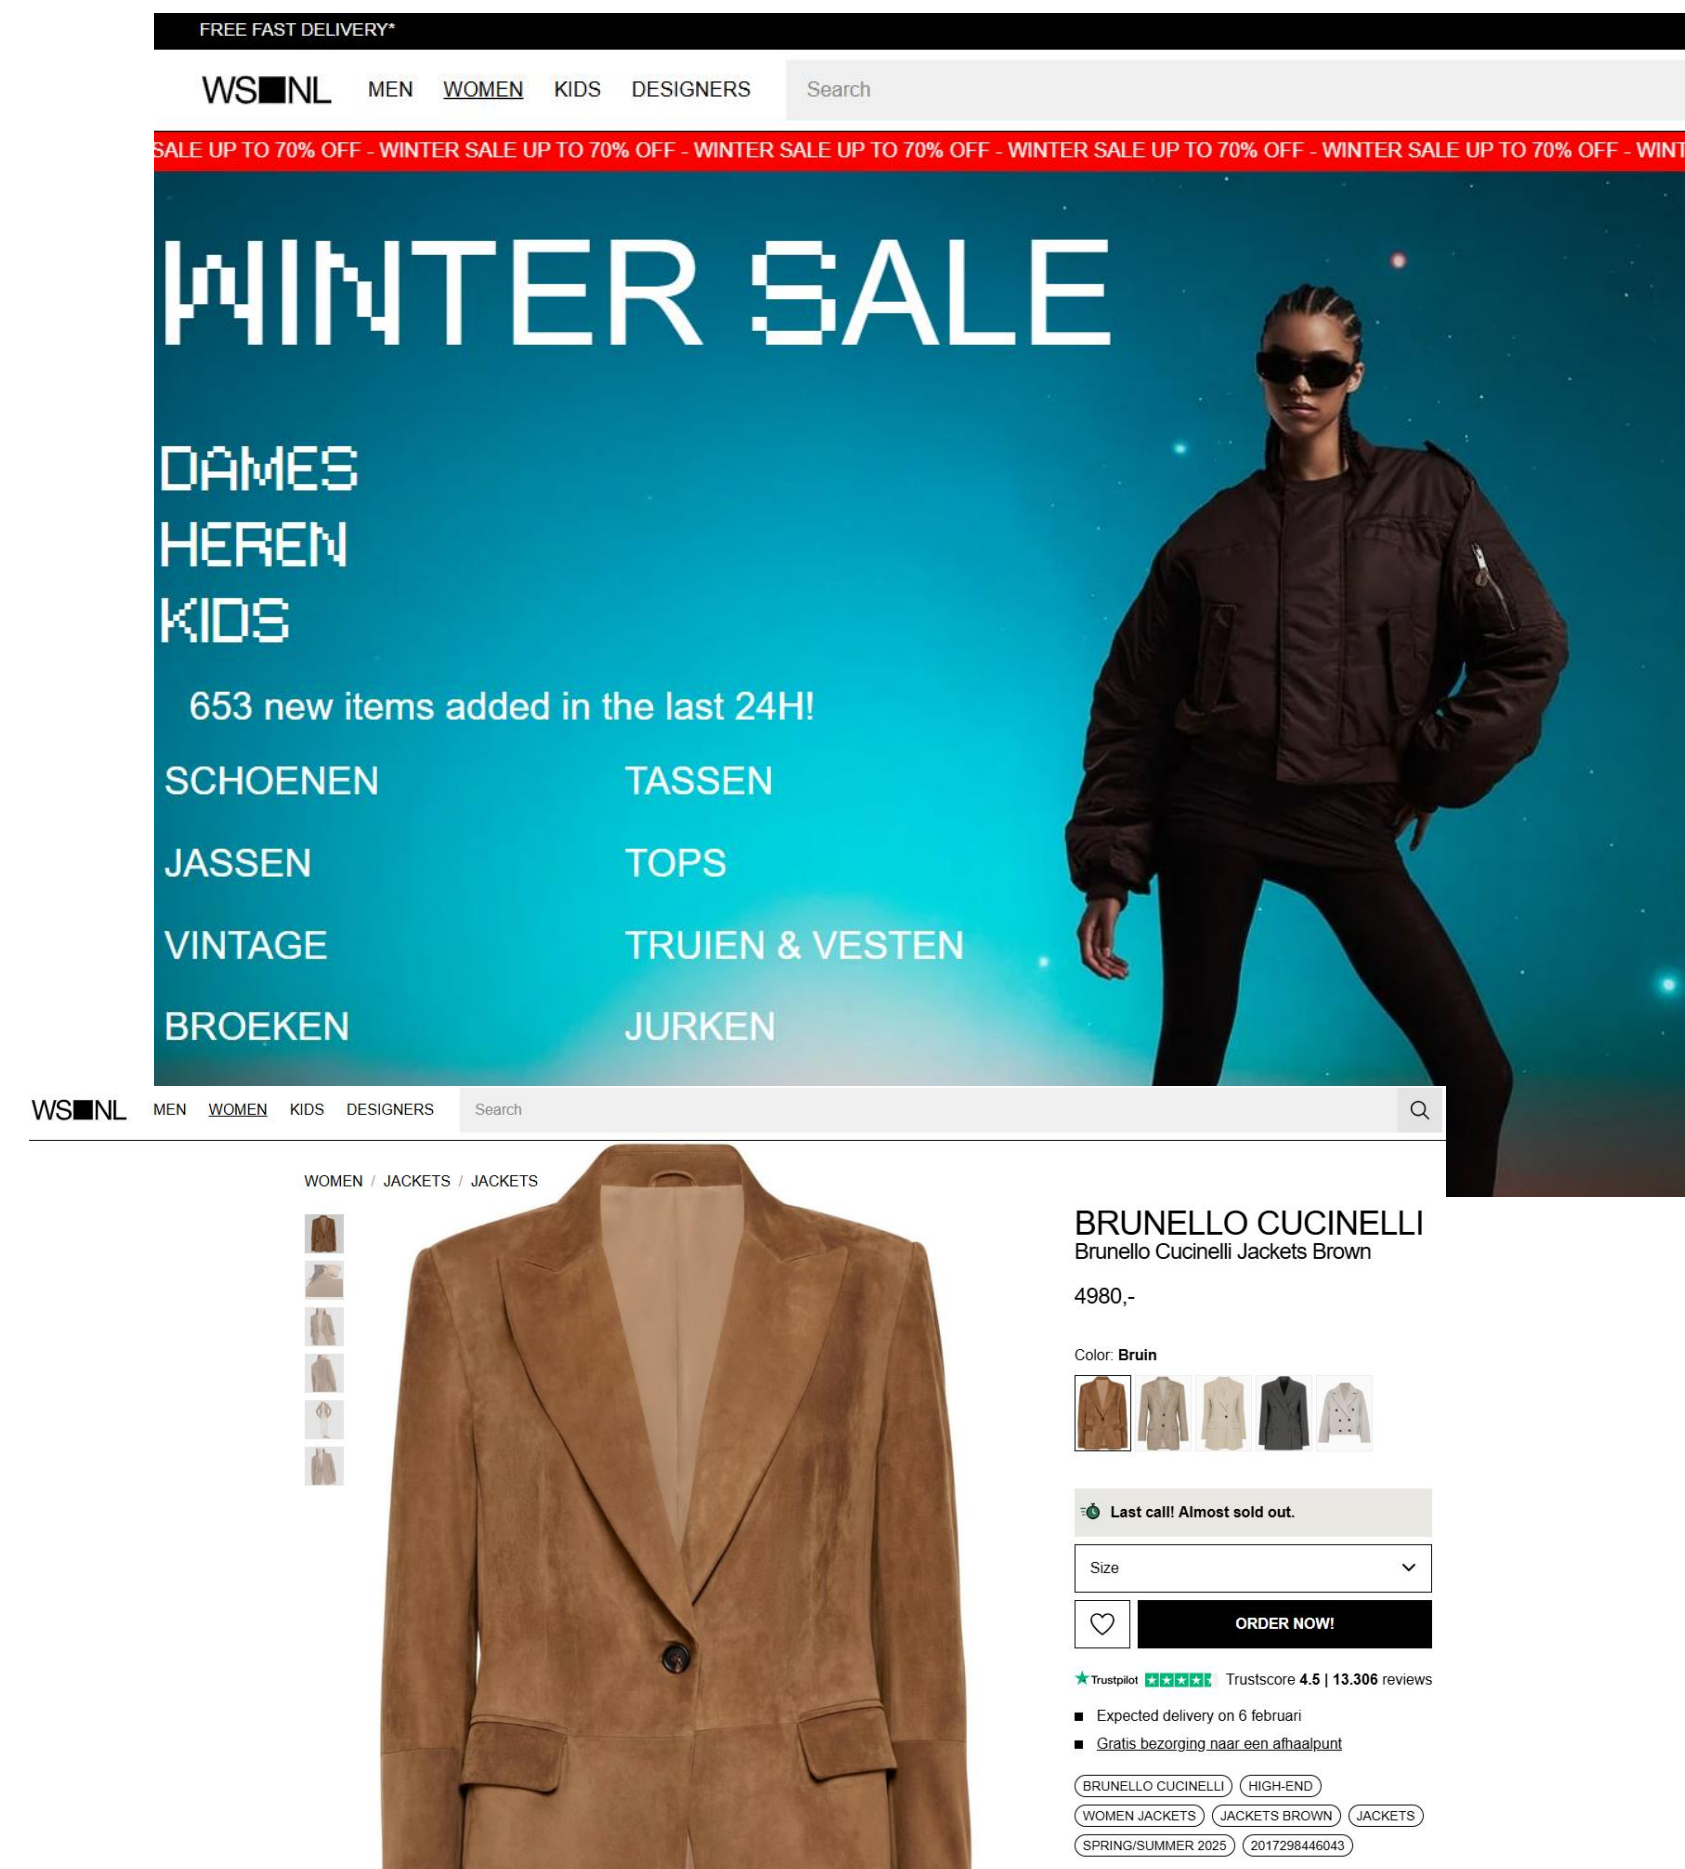 FREE FAST DELIVERY*
WS■NL MEN WOMEN KIDS DESIGNERS Search
SALE UP TO 70% OFF - WINTER SALE UP TO 70% OFF - WINTER SALE UP TO 70% OFF - WINTER SALE UP TO 70% OFF - WINTER SALE UP TO 70% OFF - WINT
WINTER SALE
DAMES
HEREN
KIDS
653 new items added in the last 24H!
SCHOENEN TASSEN
JASSEN TOPS
VINTAGE TRUIEN & VESTEN
BROEKEN JURKEN
WS■NL MEN WOMEN KIDS DESIGNERS Search
WOMEN / JACKETS / JACKETS
BRUNELLO CUCINELLI
Brunello Cucinelli Jackets Brown
4980,-
Color: Bruin
Last call! Almost sold out.
Size
ORDER NOW!
Trustpilot Trustscore 4.5 | 13.306 reviews
Expected delivery on 6 februari
Gratis bezorging naar een afhaalpunt
BRUNELLO CUCINELLI HIGH-END
WOMEN JACKETS JACKETS BROWN JACKETS
SPRING/SUMMER 2025 2017298446043